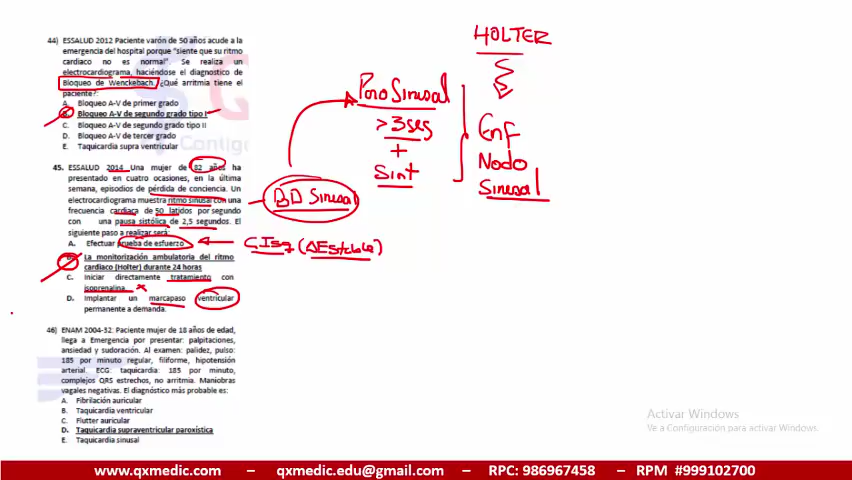 44) ESSALUD 2012 Paciente varón de 50 años acude a la
emergencia del hospital porque "siente que su ritmo
cardiaco no es normal". Se realiza un
electrocardiograma, haciéndose el diagnostico de
Bloqueo de Wenckebach ¿Qué arritmia tiene el
paciente?:
A. Bloqueo A-V de primer grado
B. Bloqueo A-V de segundo grado tipo I
C. Bloqueo A-V de segundo grado tipo II
D. Bloqueo A-V de tercer grado
E. Taquicardia supra ventricular
45. ESSALUD 2014 Una mujer de 82 años ha
presentado en cuatro ocasiones, en la última
semana, episodios de pérdida de conciencia. Un
electrocardiograma muestra ritmo sinusal con una
frecuencia cardiaca de 50 latidos por segundo
con una pausa sistólica de 2,5 segundos. El
siguiente paso a realizar será:
A. Efectuar prueba de esfuerzo
B. La monitorización ambulatoria del ritmo
cardiaco (Holter) durante 24 horas
C. Iniciar directamente tratamiento con
isoprenalina.
D. Implantar un marcapaso ventricular
permanente a demanda.
46) ENAM 2004-32: Paciente mujer de 18 años de edad,
llega a Emergencia por presentar: palpitaciones,
ansiedad y sudoración. Al examen: palidez, pulso:
185 por minuto regular, filiforme, hipotensión
arterial. ECG: taquicardia: 185 por minuto,
complejos QRS estrechos, no arritmia. Maniobras
vagales negativas. El diagnóstico más probable es:
A. Fibrilación auricular
B. Taquicardia ventricular
C. Flutter auricular
D. Taquicardia supraventricular paroxística
E. Taquicardia sinusal
BD Sinusal
Paro Sinusal
>3seg
+
Sint
HOLTER
Enf
Nodo
Sinusal
Activar Windows
Ve a Configuración para activar Windows.
www.qxmedic.com – qxmedic.edu@gmail.com – RPC: 986967458 – RPM #999102700